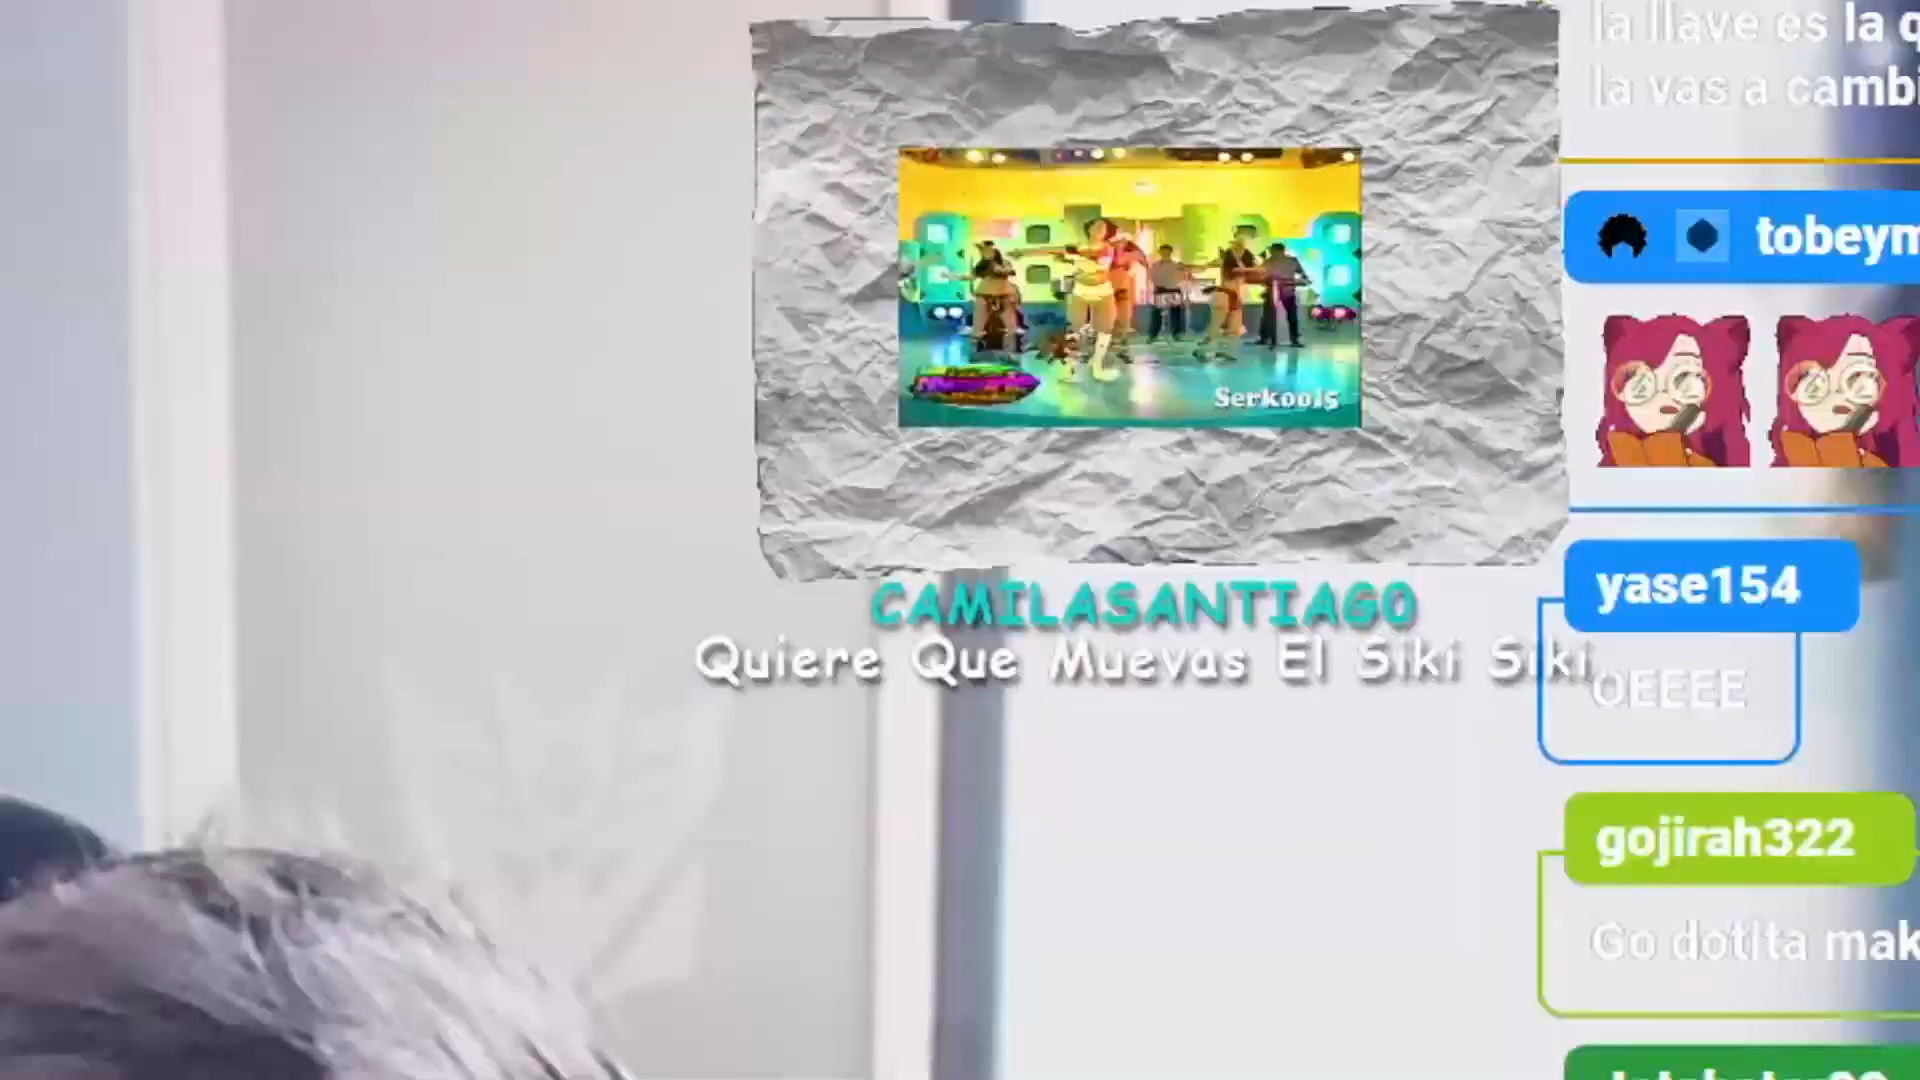 la llave es la q
la vas a cambi
tobeym
Serkool5
CAMILASANTIAGO
Quiere Que Muevas El Siki Siki
yase154
OEEEE
gojirah322
Go dotita mak